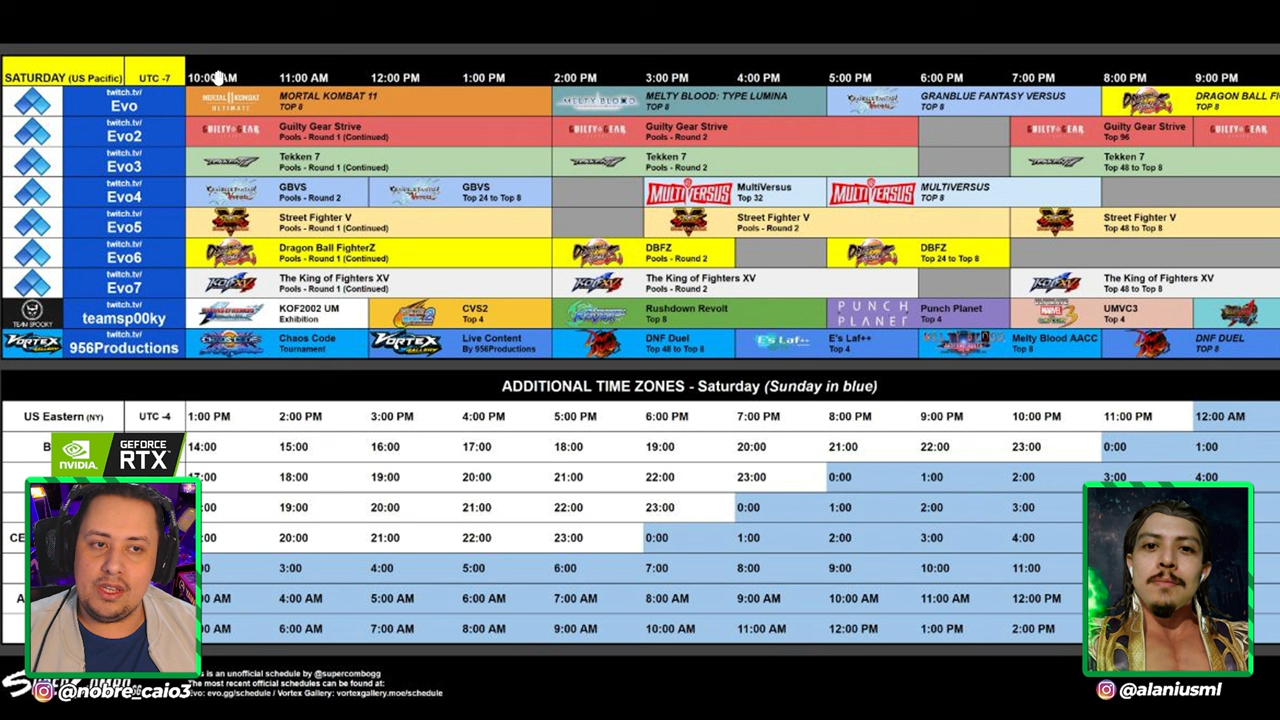 SATURDAY (US Pacific) UTC -7 10:00 AM 11:00 AM 12:00 PM 1:00 PM 2:00 PM 3:00 PM 4:00 PM 5:00 PM 6:00 PM 7:00 PM 8:00 PM 9:00 PM
twitch.tv/ MORTAL KOMBAT 11 MELTY BLOOD: TYPE LUMINA GRANBLUE FANTASY VERSUS DRAGON BALL FI
Evo TOP 8 TOP 8 TOP 8 TOP 8
twitch.tv/ Guilty Gear Strive Guilty Gear Strive Guilty Gear Strive
Evo2 Pools - Round 1 (Continued) Pools - Round 2 Top 96
twitch.tv/ Tekken 7 Tekken 7 Tekken 7
Evo3 Pools - Round 1 (Continued) Pools - Round 2 Top 48 to Top 8
twitch.tv/ GBVS GBVS MULTIVERSUS MultiVersus MULTIVERSUS MULTIVERSUS
Evo4 Pools - Round 2 Top 24 to Top 8 Top 32 TOP 8
twitch.tv/ Street Fighter V Street Fighter V Street Fighter V
Evo5 Pools - Round 1 (Continued) Pools - Round 2 Top 48 to Top 8
twitch.tv/ Dragon Ball FighterZ DBFZ DBFZ
Evo6 Pools - Round 1 (Continued) Pools - Round 2 Top 24 to Top 8
twitch.tv/ The King of Fighters XV The King of Fighters XV The King of Fighters XV
Evo7 Pools - Round 1 (Continued) Pools - Round 2 Top 48 to Top 8
TEAM SPOOKY twitch.tv/ KOF2002 UM CVS2 Rushdown Revolt PUNCH PLANET Punch Planet UMVC3
teamsp00ky Exhibition Top 4 Top 8 Top 4 Top 8
VORTEX GALLERY twitch.tv/ Chaos Code VORTEX GALLERY Live Content DNF Duel E's Laf++ E's Laf++ Melty Blood AACC DNF DUEL
956Productions Tournament By 956Productions Top 48 to Top 8 Top 4 Top 8 TOP 8
ADDITIONAL TIME ZONES - Saturday (Sunday in blue)
US Eastern (NY) UTC -4 1:00 PM 2:00 PM 3:00 PM 4:00 PM 5:00 PM 6:00 PM 7:00 PM 8:00 PM 9:00 PM 10:00 PM 11:00 PM 12:00 AM
B 14:00 15:00 16:00 17:00 18:00 19:00 20:00 21:00 22:00 23:00 0:00 1:00
17:00 18:00 19:00 20:00 21:00 22:00 23:00 0:00 1:00 2:00 3:00 4:00
:00 19:00 20:00 21:00 22:00 23:00 0:00 1:00 2:00 3:00
CE :00 20:00 21:00 22:00 23:00 0:00 1:00 2:00 3:00 4:00
:00 3:00 4:00 5:00 6:00 7:00 8:00 9:00 10:00 11:00
A :00 AM 4:00 AM 5:00 AM 6:00 AM 7:00 AM 8:00 AM 9:00 AM 10:00 AM 11:00 AM 12:00 PM
:00 AM 6:00 AM 7:00 AM 8:00 AM 9:00 AM 10:00 AM 11:00 AM 12:00 PM 1:00 PM 2:00 PM
NVIDIA. GEFORCE RTX
is is an unofficial schedule by @supercombogg
The most recent official schedules can be found at:
Evo: evo.gg/schedule / Vortex Gallery: vortexgallery.moe/schedule
@nobre_caio3
@alaniusml